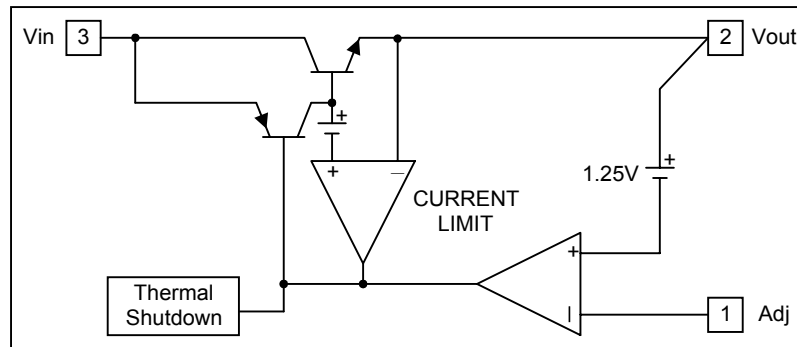 Vin 3
2 Vout
+
+ –
1.25V +
CURRENT
LIMIT
+
–
Thermal
Shutdown
1 Adj